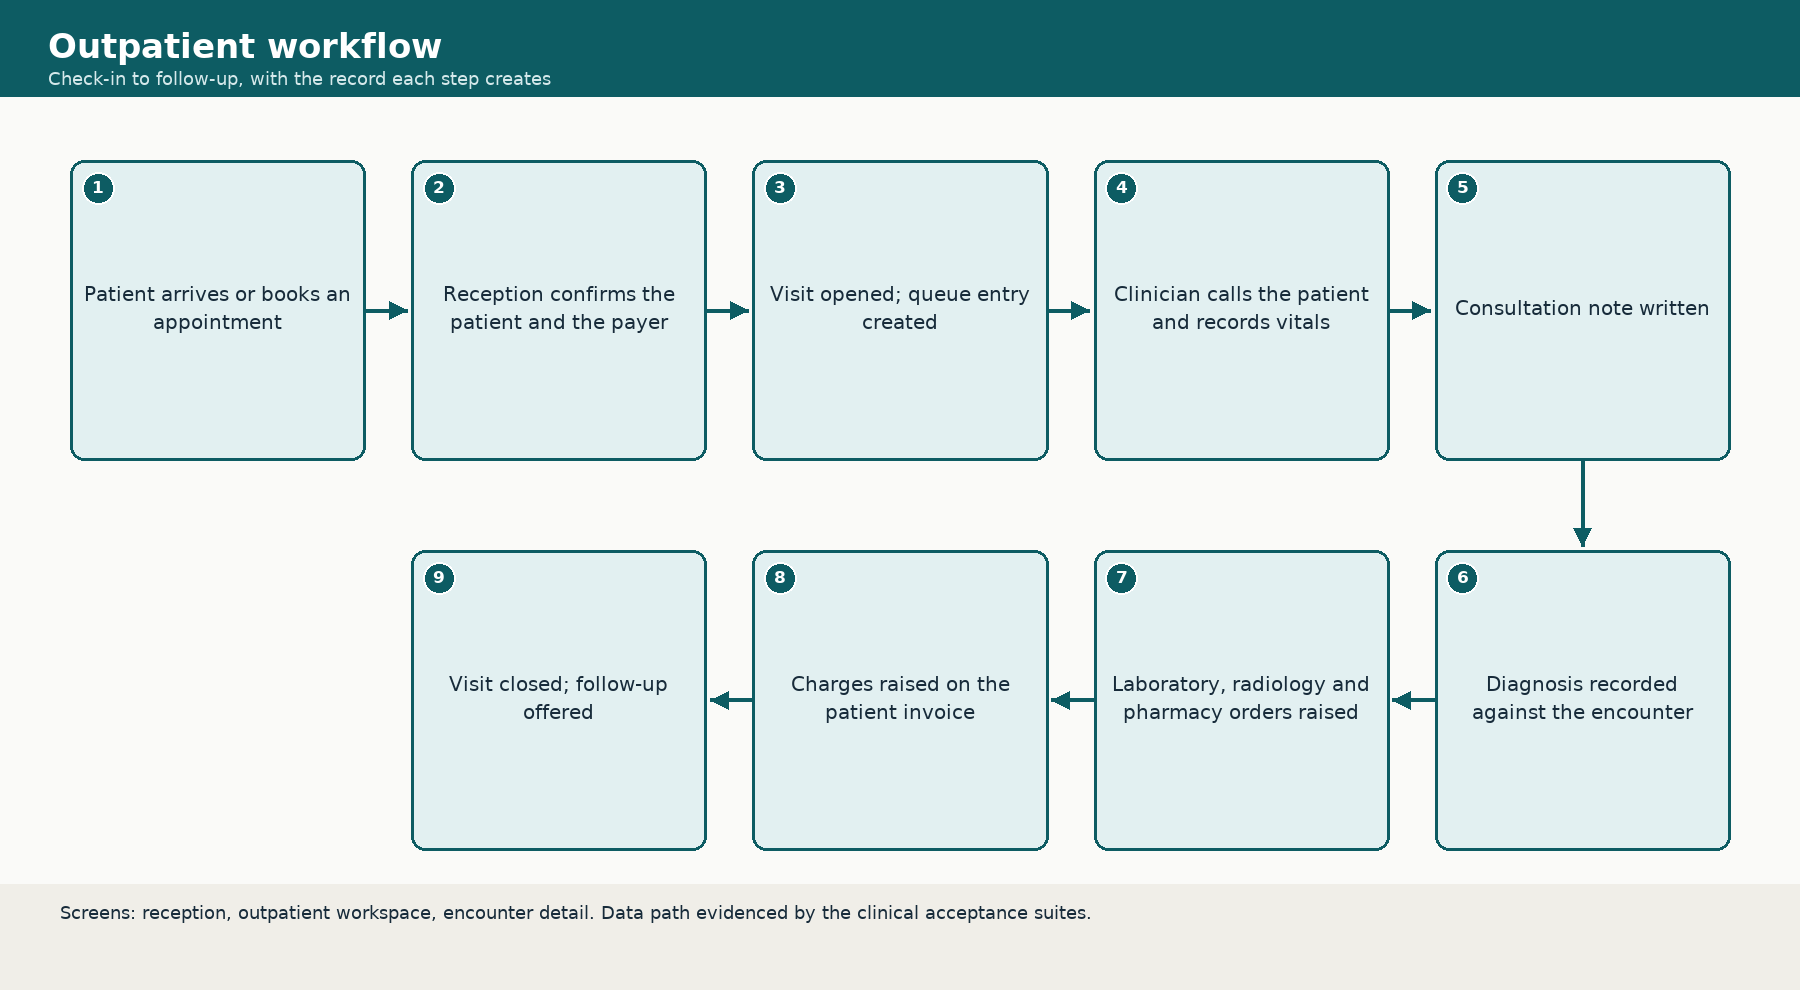 Outpatient workflow
Check-in to follow-up, with the record each step creates
1
Patient arrives or books an
appointment
2
Reception confirms the
patient and the payer
3
Visit opened; queue entry
created
4
Clinician calls the patient
and records vitals
5
Consultation note written
6
Diagnosis recorded
against the encounter
7
Laboratory, radiology and
pharmacy orders raised
8
Charges raised on the
patient invoice
9
Visit closed; follow-up
offered
Screens: reception, outpatient workspace, encounter detail. Data path evidenced by the clinical acceptance suites.